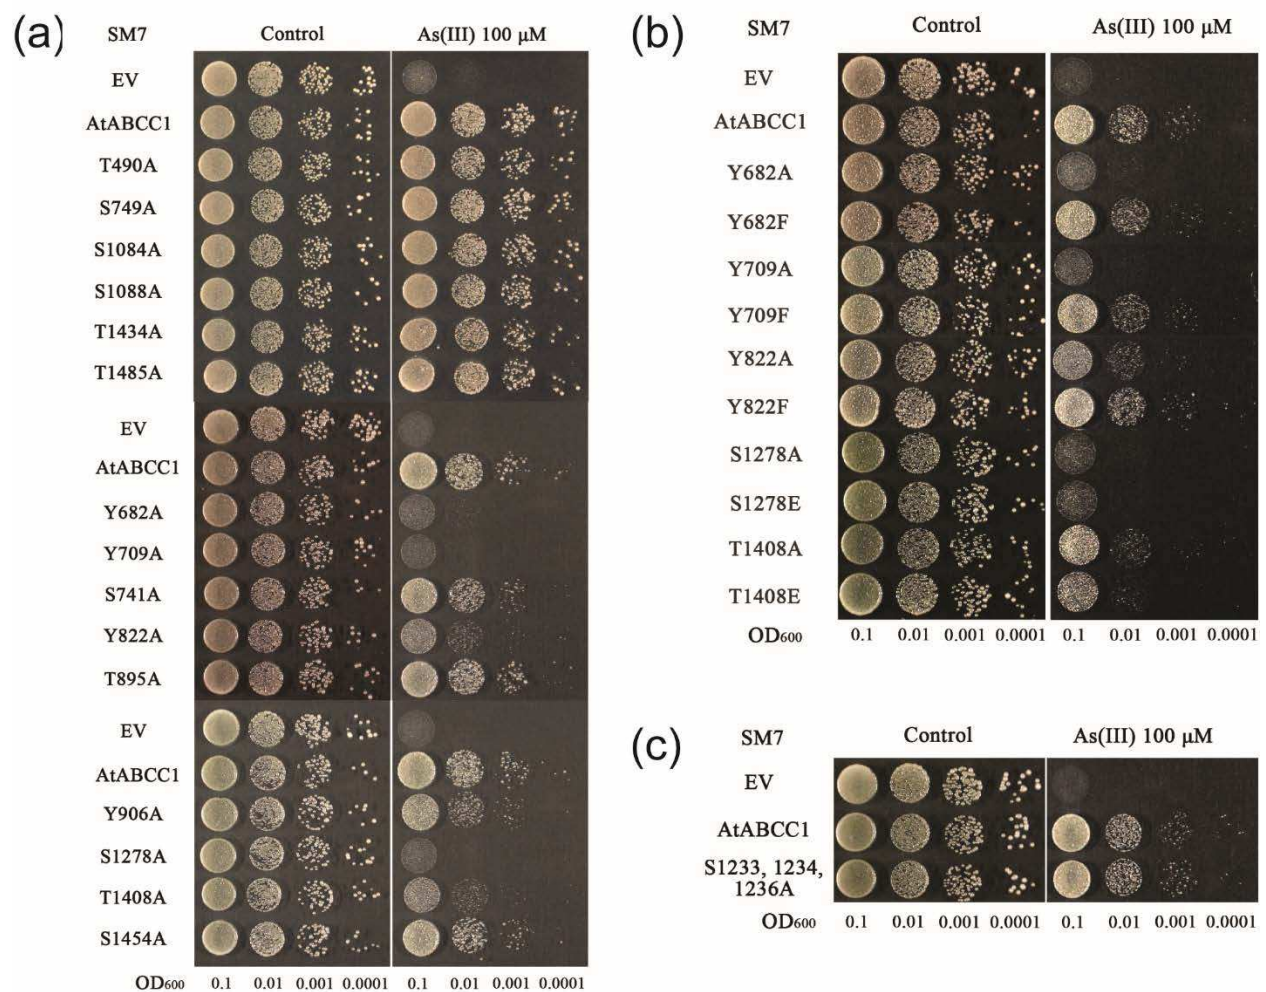 (a)
SM7 Control As(III) 100 μM
EV
AtABCC1
T490A
S749A
S1084A
S1088A
T1434A
T1485A
EV
AtABCC1
Y682A
Y709A
S741A
Y822A
T895A
EV
AtABCC1
Y906A
S1278A
T1408A
S1454A
OD600 0.1 0.01 0.001 0.0001 0.1 0.01 0.001 0.0001
(b)
SM7 Control As(III) 100 μM
EV
AtABCC1
Y682A
Y682F
Y709A
Y709F
Y822A
Y822F
S1278A
S1278E
T1408A
T1408E
OD600 0.1 0.01 0.001 0.0001 0.1 0.01 0.001 0.0001
(c)
SM7 Control As(III) 100 μM
EV
AtABCC1
S1233, 1234,
1236A
OD600 0.1 0.01 0.001 0.0001 0.1 0.01 0.001 0.0001